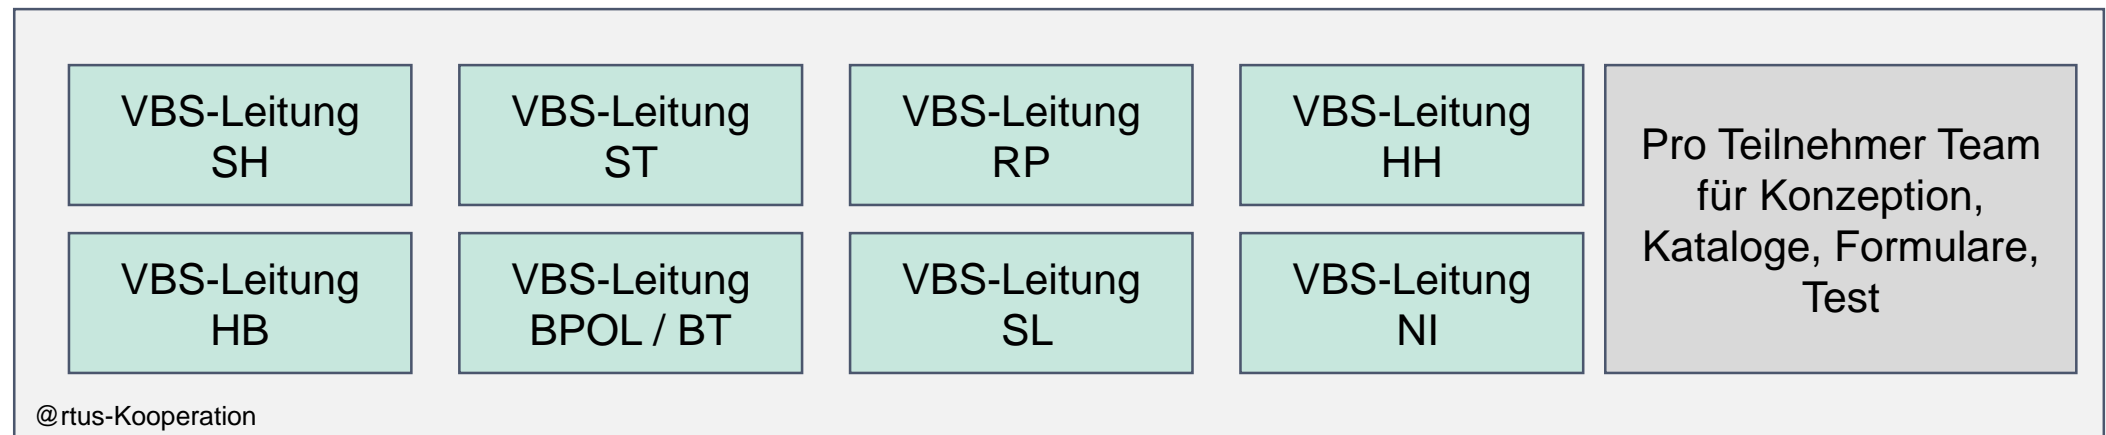 VBS-Leitung
SH
VBS-Leitung
ST
VBS-Leitung
RP
VBS-Leitung
HH
VBS-Leitung
HB
VBS-Leitung
BPOL / BT
VBS-Leitung
SL
VBS-Leitung
NI
Pro Teilnehmer Team
für Konzeption,
Kataloge, Formulare,
Test
@rtus-Kooperation